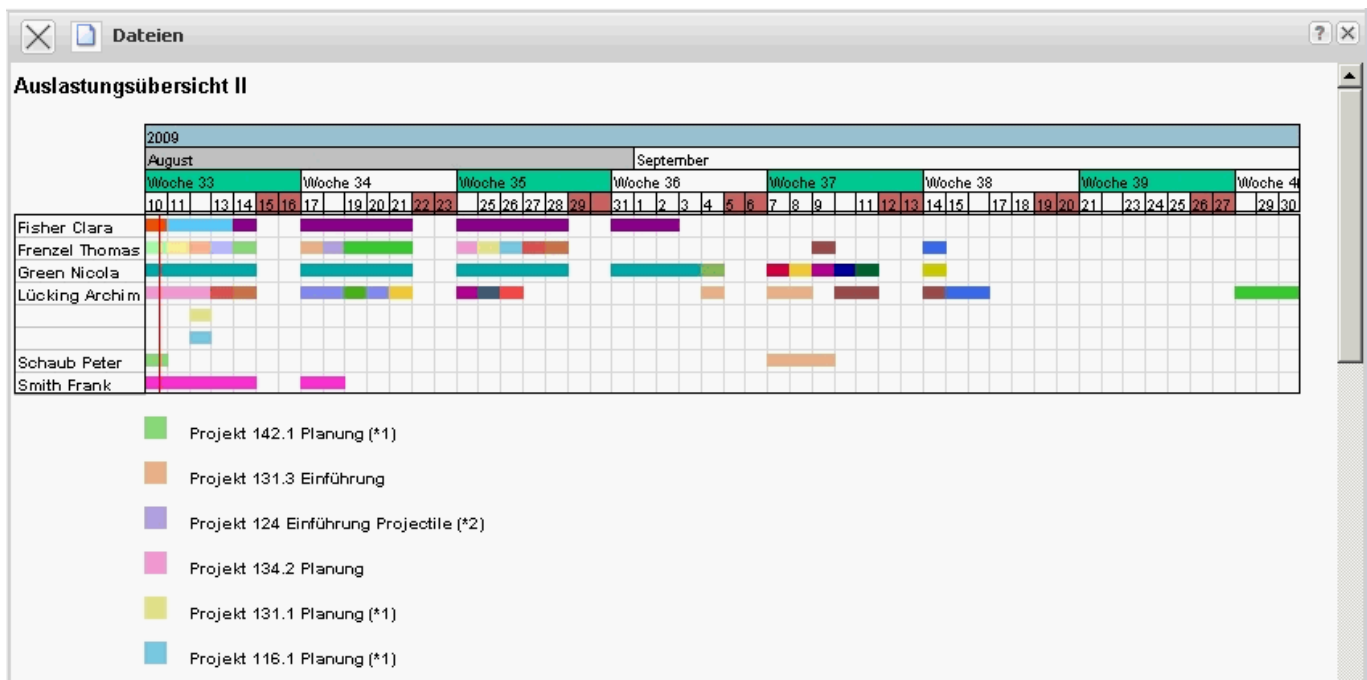 Dateien
Auslastungsübersicht II
2009
August September
Woche 33 Woche 34 Woche 35 Woche 36 Woche 37 Woche 38 Woche 39 Woche 4
10 11 13 14 15 16 17 19 20 21 22 23 25 26 27 28 29 31 1 2 3 4 5 6 7 8 9 11 12 13 14 15 17 18 19 20 21 23 24 25 26 27 29 30
Fisher Clara
Frenzel Thomas
Green Nicola
Lücking Archim
Schaub Peter
Smith Frank
Projekt 142.1 Planung (*1)
Projekt 131.3 Einführung
Projekt 124 Einführung Projectile (*2)
Projekt 134.2 Planung
Projekt 131.1 Planung (*1)
Projekt 116.1 Planung (*1)